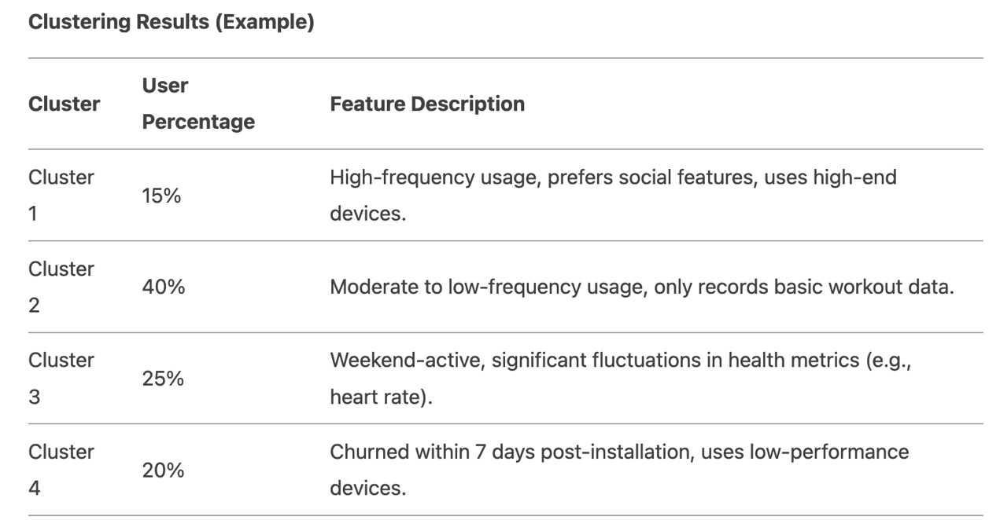 Clustering Results (Example)
Cluster
User
Percentage
Feature Description
Cluster
1
15%
High-frequency usage, prefers social features, uses high-end
devices.
Cluster
2
40%
Moderate to low-frequency usage, only records basic workout data.
Cluster
3
25%
Weekend-active, significant fluctuations in health metrics (e.g.,
heart rate).
Cluster
4
20%
Churned within 7 days post-installation, uses low-performance
devices.